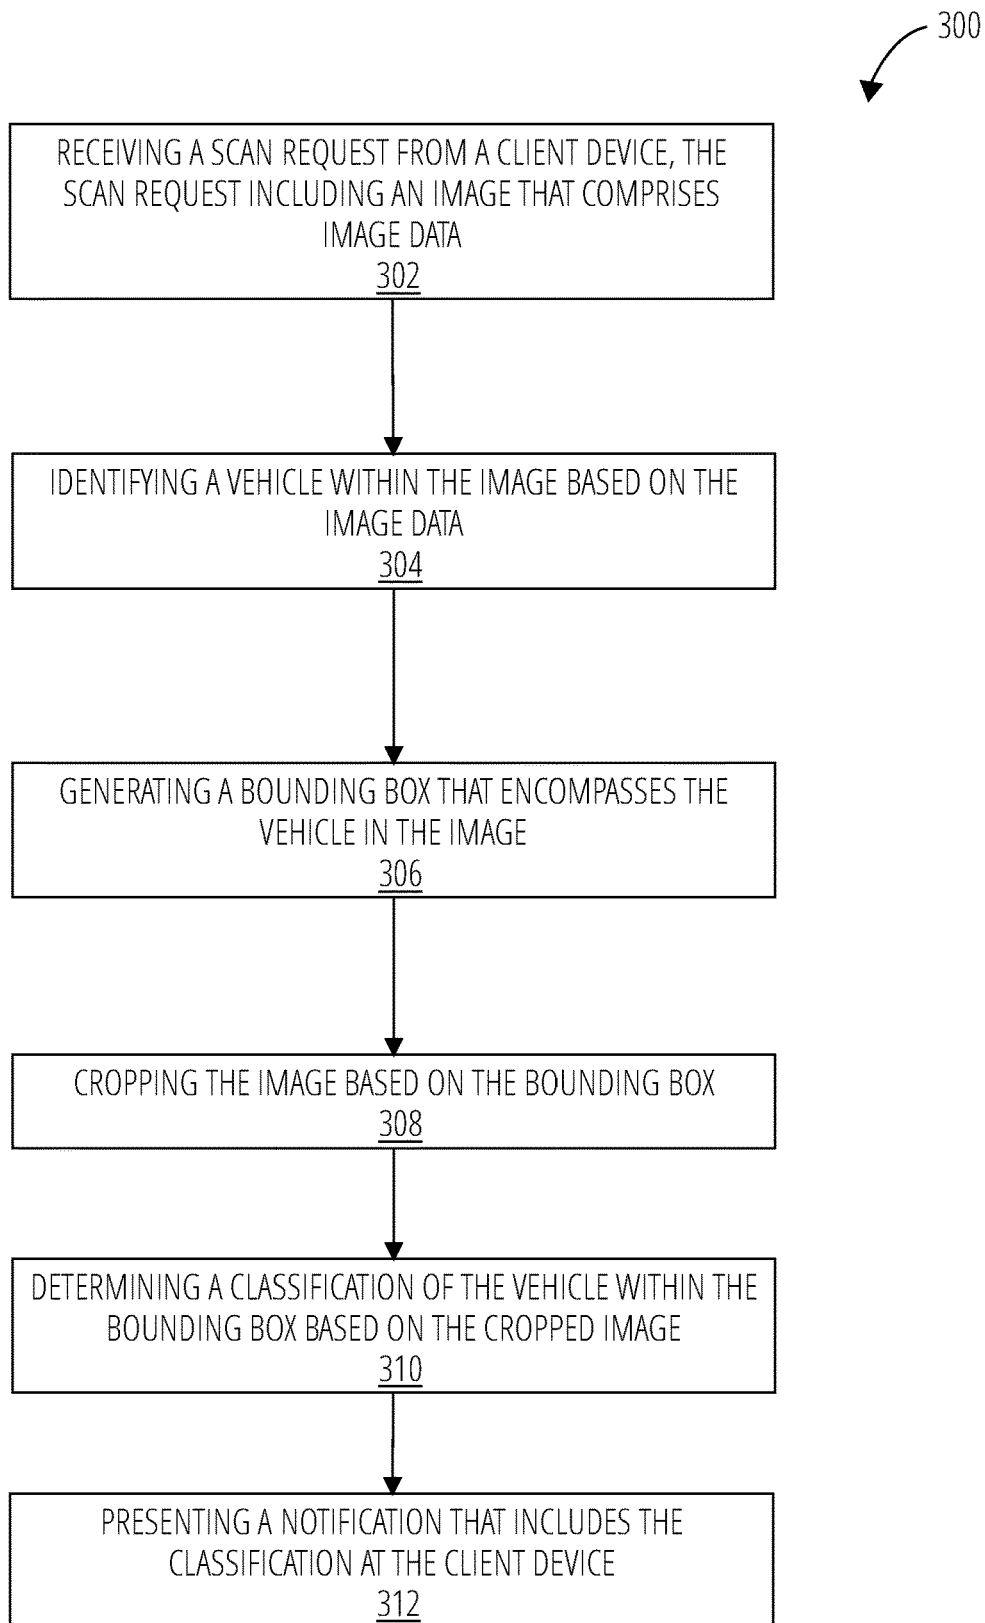 300
RECEIVING A SCAN REQUEST FROM A CLIENT DEVICE, THE
SCAN REQUEST INCLUDING AN IMAGE THAT COMPRISES
IMAGE DATA
302
IDENTIFYING A VEHICLE WITHIN THE IMAGE BASED ON THE
IMAGE DATA
304
GENERATING A BOUNDING BOX THAT ENCOMPASSES THE
VEHICLE IN THE IMAGE
306
CROPPING THE IMAGE BASED ON THE BOUNDING BOX
308
DETERMINING A CLASSIFICATION OF THE VEHICLE WITHIN THE
BOUNDING BOX BASED ON THE CROPPED IMAGE
310
PRESENTING A NOTIFICATION THAT INCLUDES THE
CLASSIFICATION AT THE CLIENT DEVICE
312